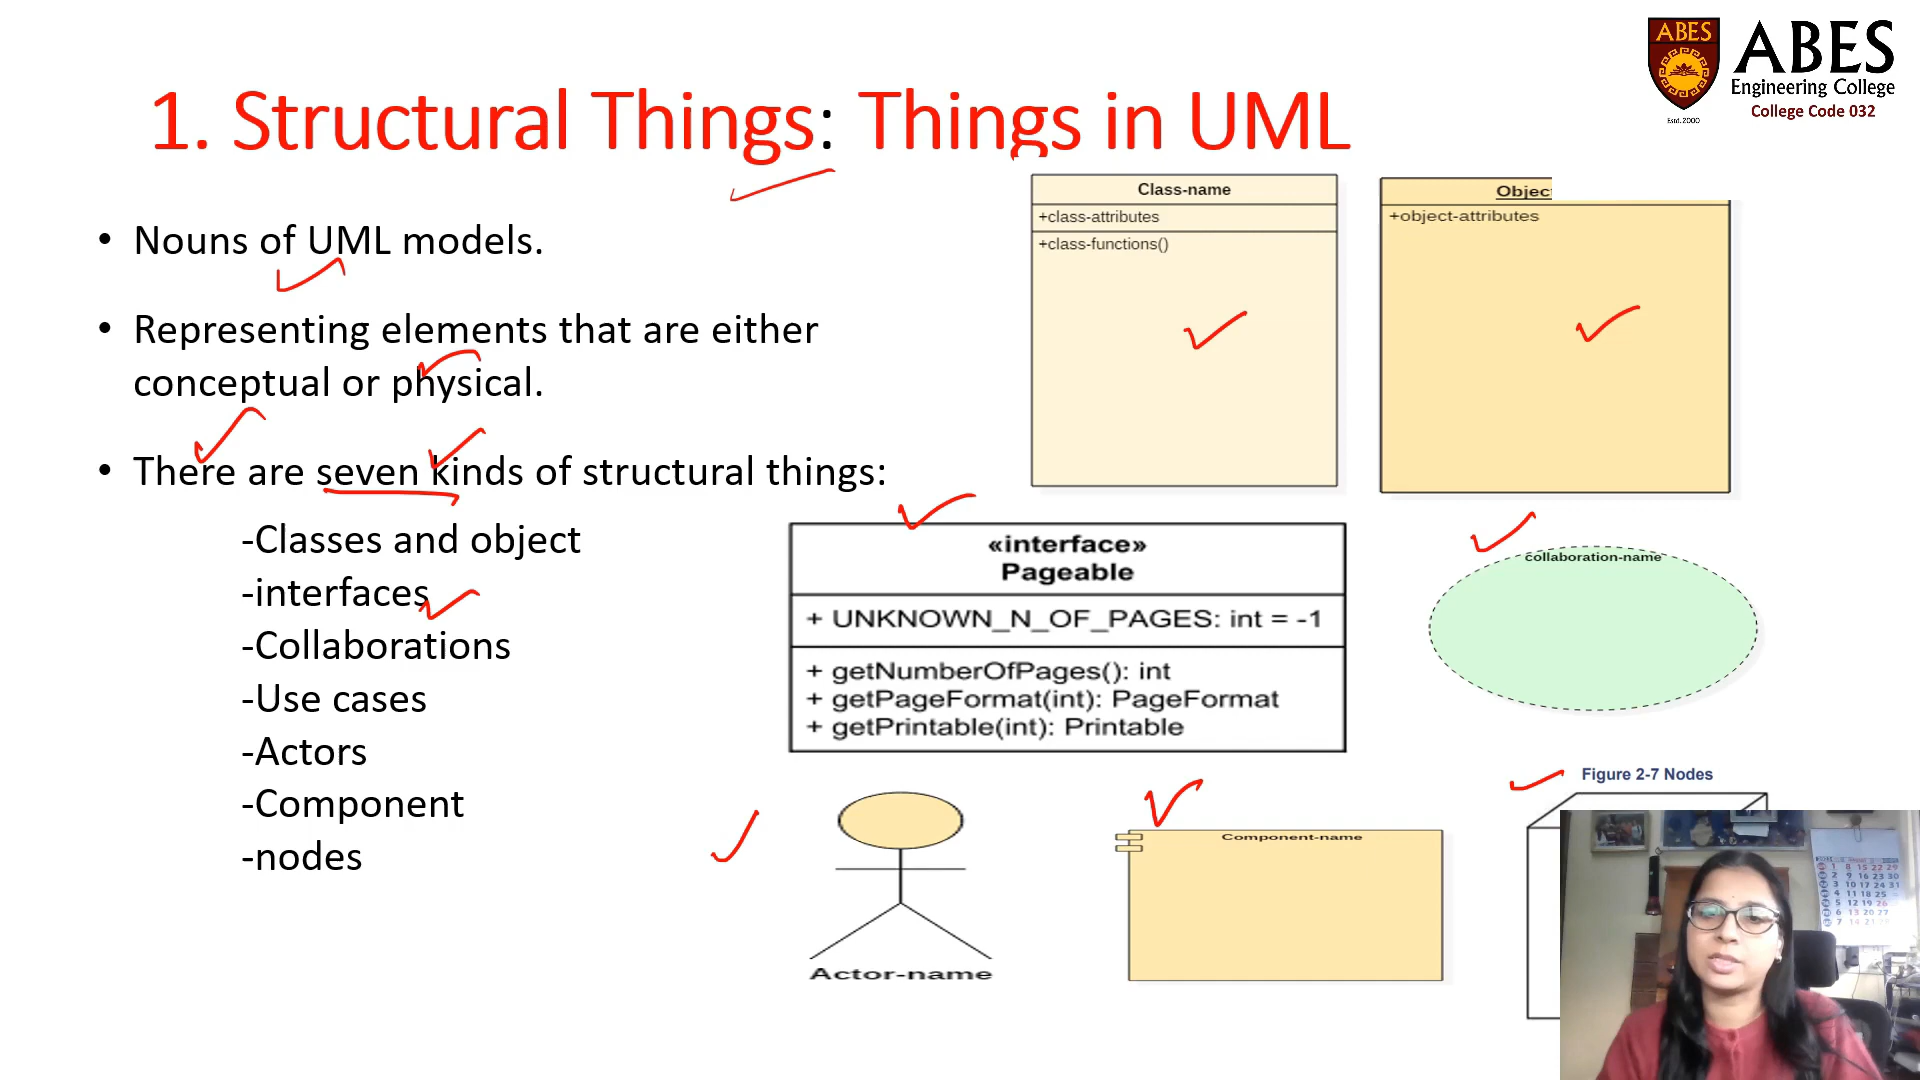 ABES
ABES
Engineering College
College Code 032
Estd. 2000
1. Structural Things: Things in UML
• Nouns of UML models.
• Representing elements that are either
conceptual or physical.
• There are seven kinds of structural things:
-Classes and object
-interfaces
-Collaborations
-Use cases
-Actors
-Component
-nodes
Class-name
+class-attributes
+class-functions()
Objec
+object-attributes
«interface»
Pageable
+ UNKNOWN_N_OF_PAGES: int = -1
+ getNumberOfPages(): int
+ getPageFormat(int): PageFormat
+ getPrintable(int): Printable
collaboration-name
Actor-name
Component-name
Figure 2-7 Nodes